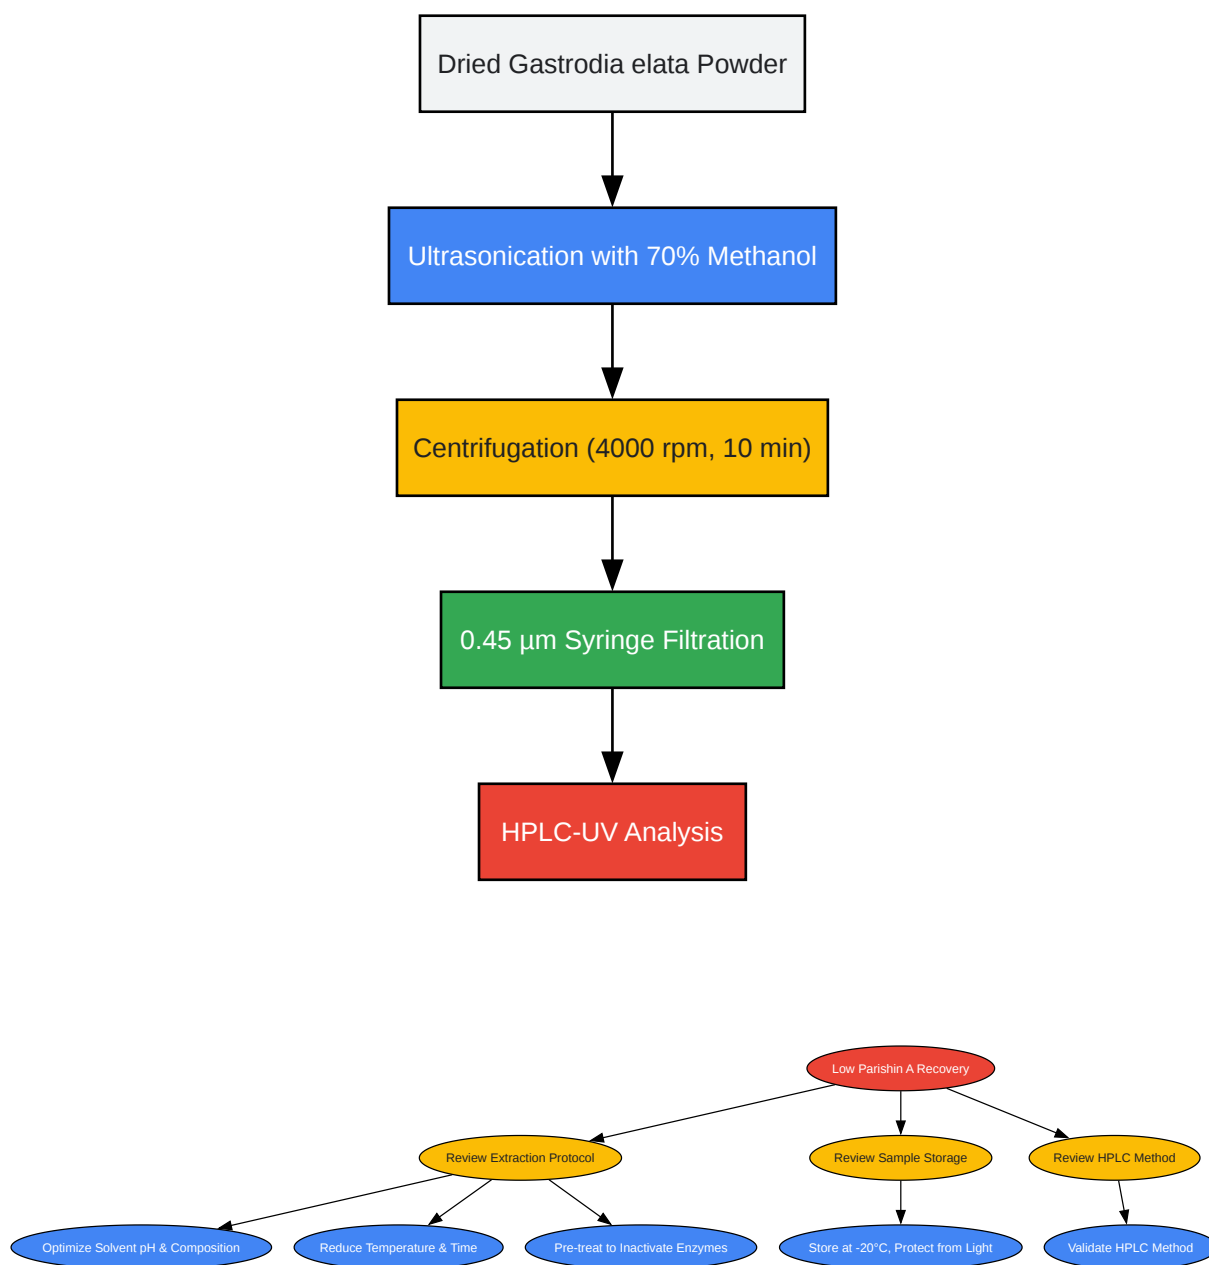 Dried Gastrodia elata Powder
Ultrasonication with 70% Methanol
Centrifugation (4000 rpm, 10 min)
0.45 µm Syringe Filtration
HPLC-UV Analysis
Low Parishin A Recovery
Review Extraction Protocol
Review Sample Storage
Review HPLC Method
Optimize Solvent pH & Composition
Reduce Temperature & Time
Pre-treat to Inactivate Enzymes
Store at -20°C, Protect from Light
Validate HPLC Method